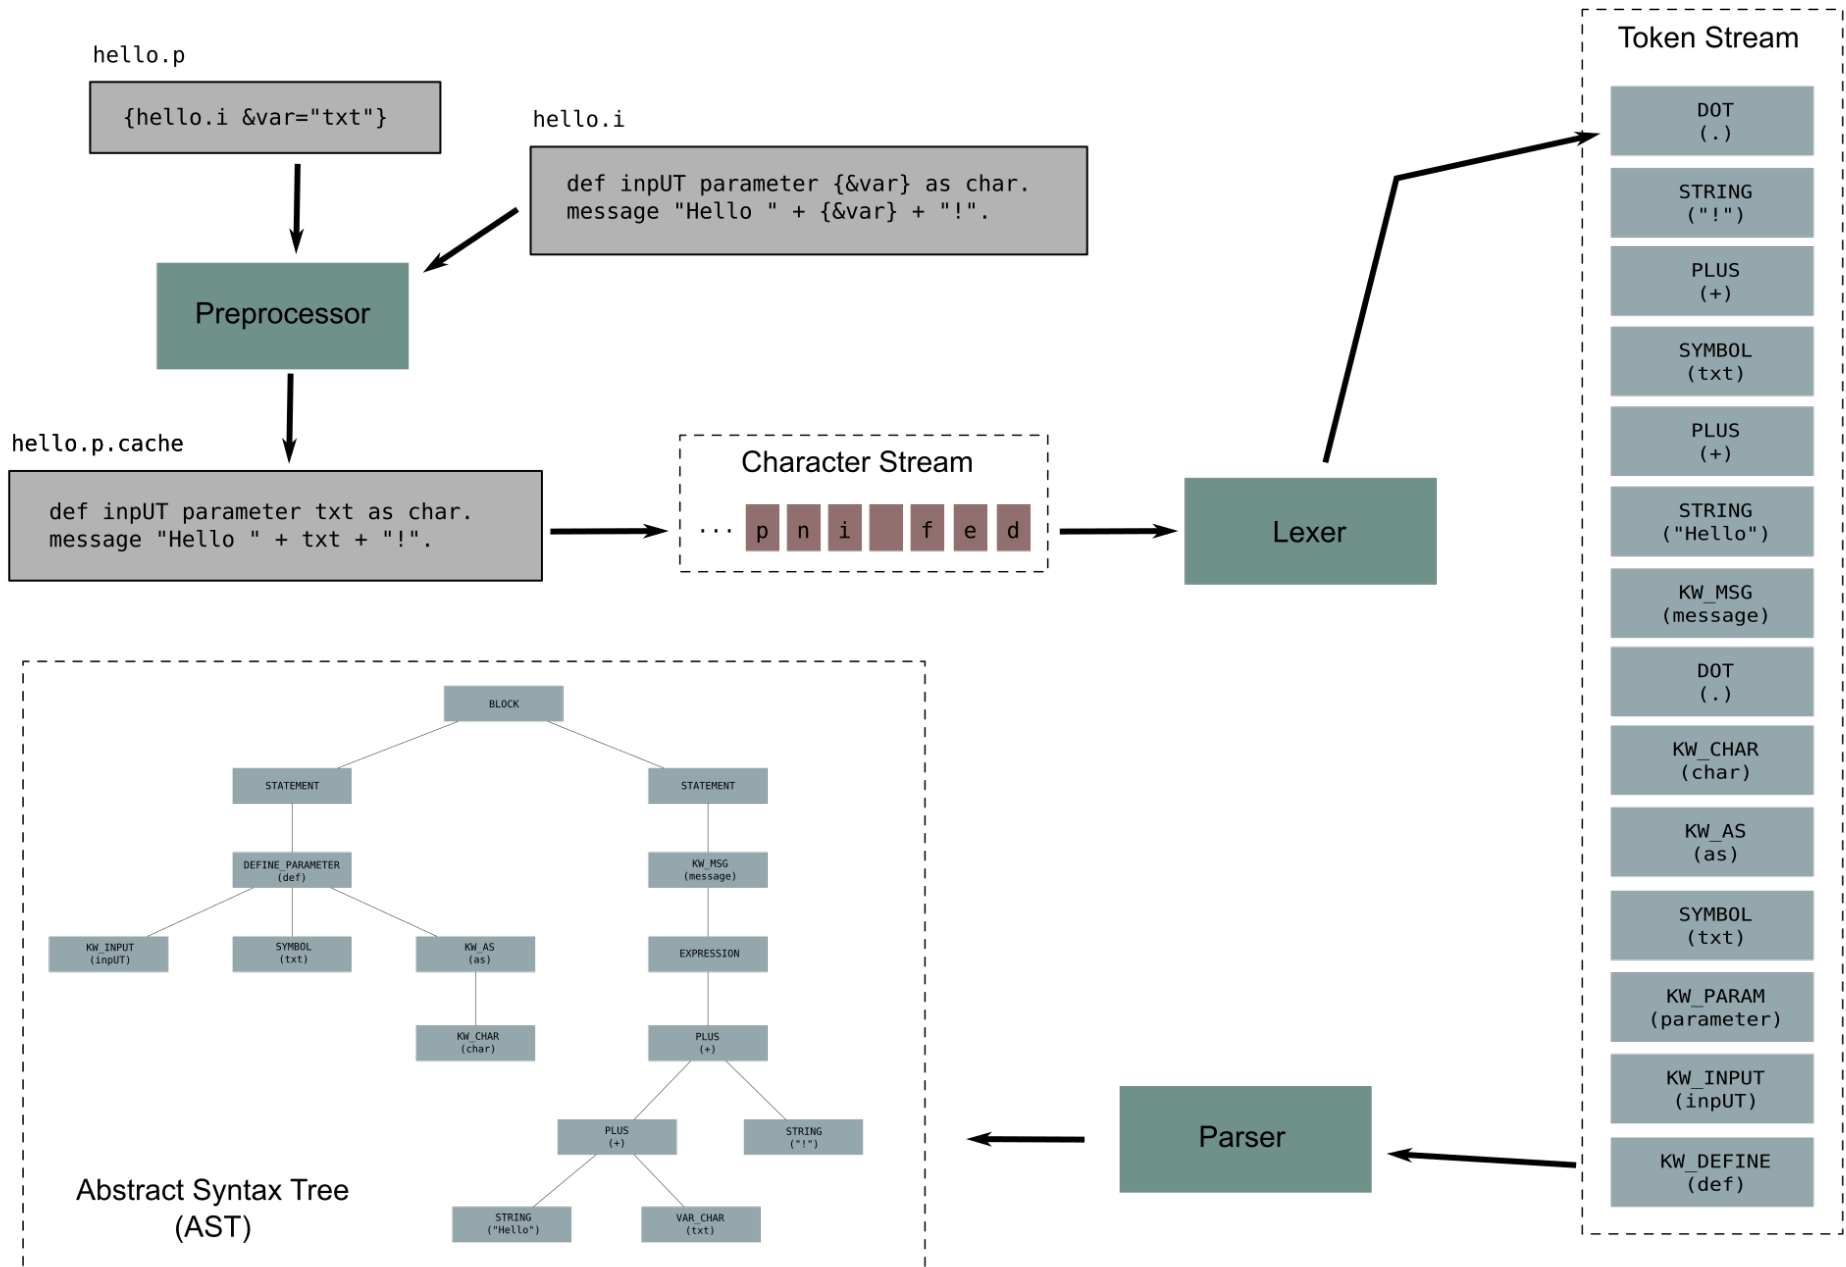 hello.p
{hello.i &var="txt"}
hello.i
def inpUT parameter {&var} as char.
message "Hello " + {&var} + "!".
Preprocessor
hello.p.cache
def inpUT parameter txt as char.
message "Hello " + txt + "!".
Character Stream
... p n i f e d
Lexer
Token Stream
DOT
(.)
STRING
("!")
PLUS
(+)
SYMBOL
(txt)
PLUS
(+)
STRING
("Hello")
KW_MSG
(message)
DOT
(.)
KW_CHAR
(char)
KW_AS
(as)
SYMBOL
(txt)
KW_PARAM
(parameter)
KW_INPUT
(inpUT)
KW_DEFINE
(def)
Parser
BLOCK
STATEMENT
STATEMENT
DEFINE_PARAMETER
(def)
KW_MSG
(message)
KW_INPUT
(inpUT)
SYMBOL
(txt)
KW_AS
(as)
EXPRESSION
KW_CHAR
(char)
PLUS
(+)
PLUS
(+)
STRING
("!")
STRING
("Hello")
VAR_CHAR
(txt)
Abstract Syntax Tree
(AST)